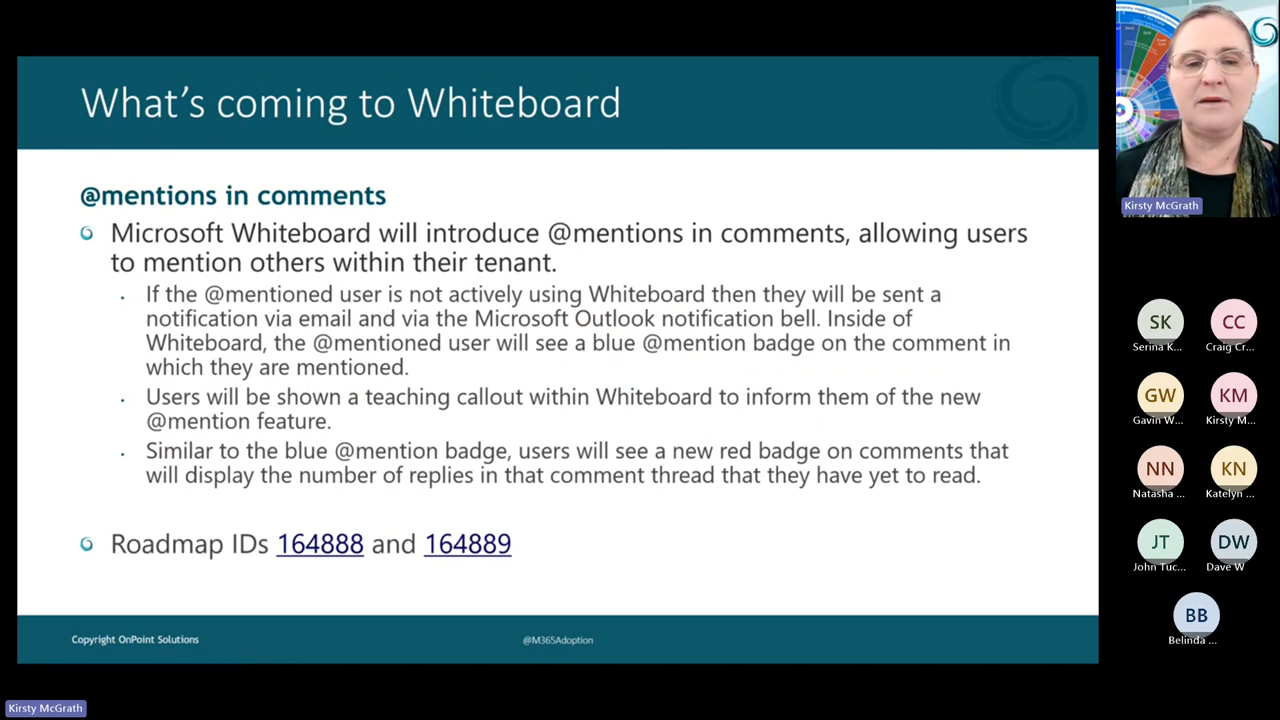 What's coming to Whiteboard
@mentions in comments
Microsoft Whiteboard will introduce @mentions in comments, allowing users
to mention others within their tenant.
If the @mentioned user is not actively using Whiteboard then they will be sent a
notification via email and via the Microsoft Outlook notification bell. Inside of
Whiteboard, the @mentioned user will see a blue @mention badge on the comment in
which they are mentioned.
Users will be shown a teaching callout within Whiteboard to inform them of the new
@mention feature.
Similar to the blue @mention badge, users will see a new red badge on comments that
will display the number of replies in that comment thread that they have yet to read.
Roadmap IDs 164888 and 164889
Copyright OnPoint Solutions
@M365Adoption
Kirsty McGrath
Kirsty McGrath
SK
Serina K...
CC
Craig Cr...
GW
Gavin W...
KM
Kirsty M...
NN
Natasha ...
KN
Katelyn ...
JT
John Tuc...
DW
Dave W
BB
Belinda ...